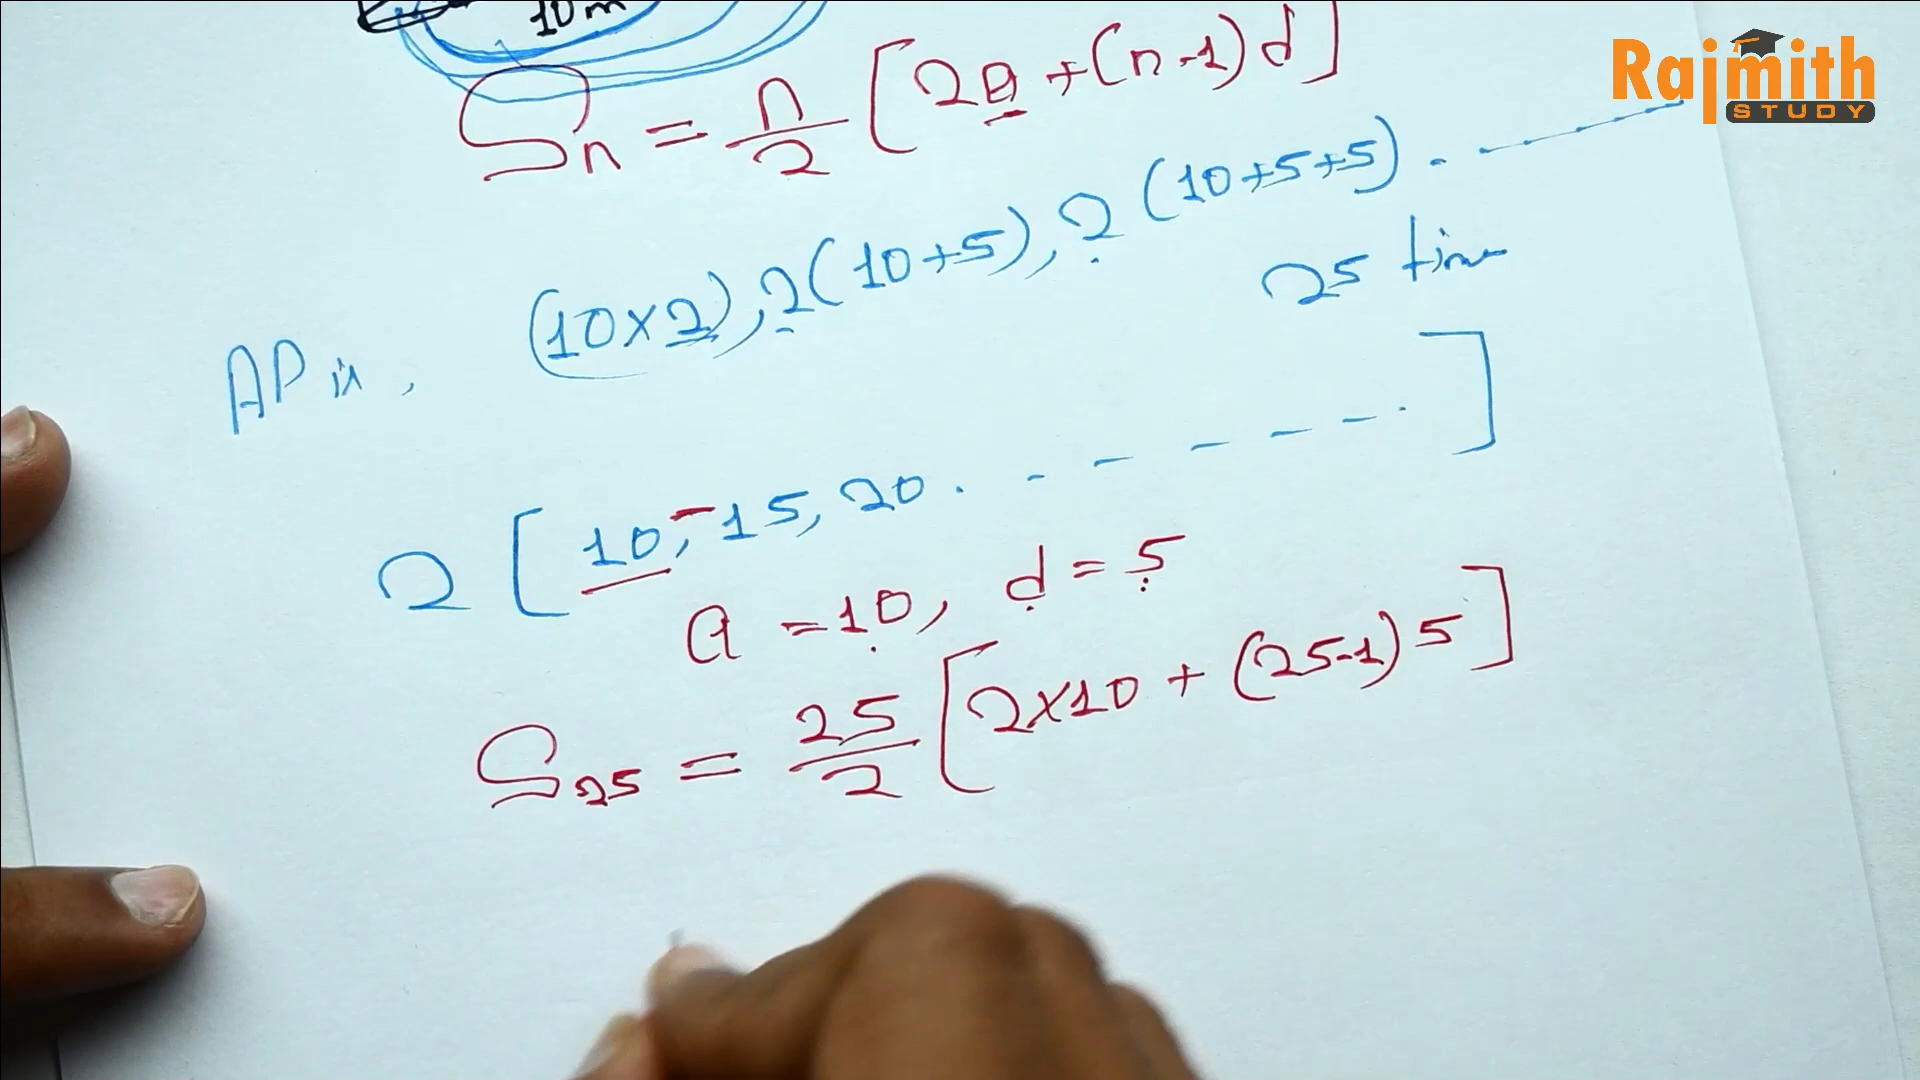 10m
Rajmith
STUDY
Sn = n/2 [2a + (n-1)d]
AP is, (10×2), 2(10+5), 2(10+5+5). -----
25 time
2 [10, 15, 20. - - - - - - ]
a = 10, d = 5
S25 = 25/2 [2×10 + (25-1)5]